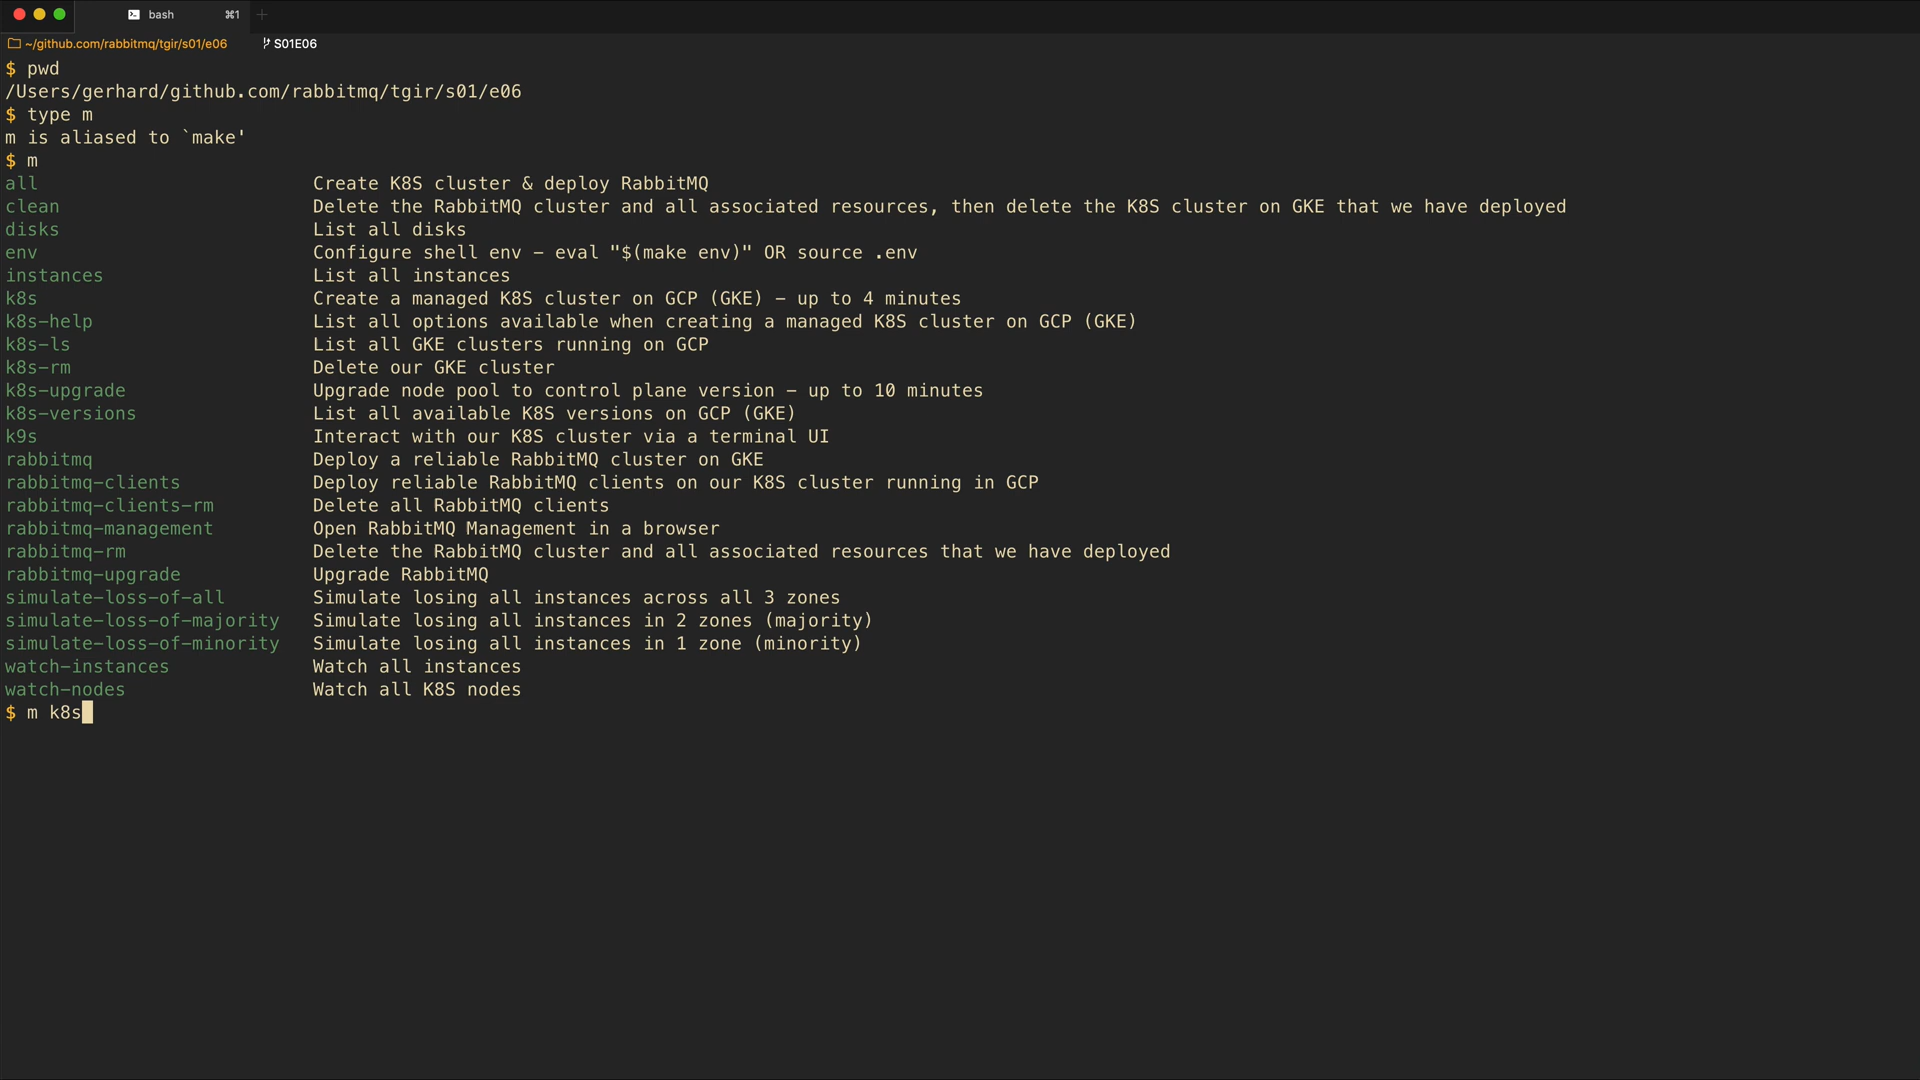 bash ⌘1 +
~/github.com/rabbitmq/tgir/s01/e06 S01E06
$ pwd
/Users/gerhard/github.com/rabbitmq/tgir/s01/e06
$ type m
m is aliased to `make'
$ m
all Create K8S cluster & deploy RabbitMQ
clean Delete the RabbitMQ cluster and all associated resources, then delete the K8S cluster on GKE that we have deployed
disks List all disks
env Configure shell env – eval "$(make env)" OR source .env
instances List all instances
k8s Create a managed K8S cluster on GCP (GKE) – up to 4 minutes
k8s-help List all options available when creating a managed K8S cluster on GCP (GKE)
k8s-ls List all GKE clusters running on GCP
k8s-rm Delete our GKE cluster
k8s-upgrade Upgrade node pool to control plane version – up to 10 minutes
k8s-versions List all available K8S versions on GCP (GKE)
k9s Interact with our K8S cluster via a terminal UI
rabbitmq Deploy a reliable RabbitMQ cluster on GKE
rabbitmq-clients Deploy reliable RabbitMQ clients on our K8S cluster running in GCP
rabbitmq-clients-rm Delete all RabbitMQ clients
rabbitmq-management Open RabbitMQ Management in a browser
rabbitmq-rm Delete the RabbitMQ cluster and all associated resources that we have deployed
rabbitmq-upgrade Upgrade RabbitMQ
simulate-loss-of-all Simulate losing all instances across all 3 zones
simulate-loss-of-majority Simulate losing all instances in 2 zones (majority)
simulate-loss-of-minority Simulate losing all instances in 1 zone (minority)
watch-instances Watch all instances
watch-nodes Watch all K8S nodes
$ m k8s